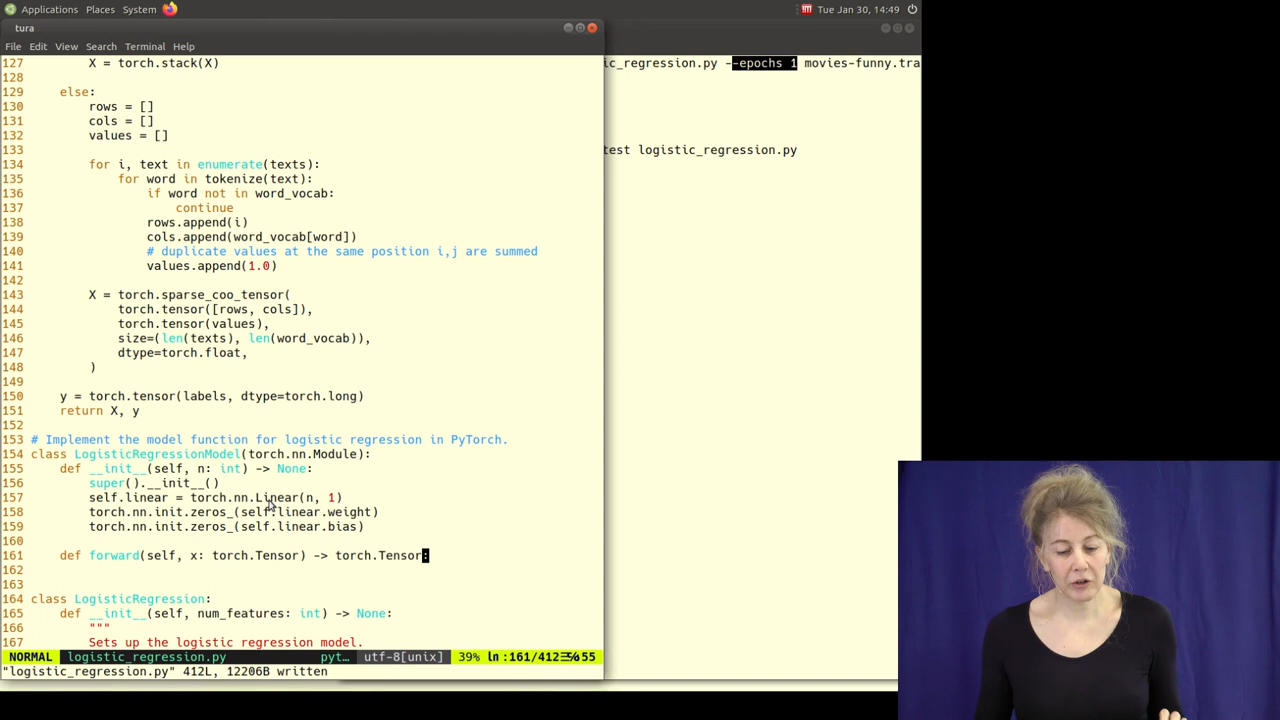 Applications Places System Tue Jan 30, 14:49
tura
File Edit View Search Terminal Help
127 X = torch.stack(X)
128
129 else:
130 rows = []
131 cols = []
132 values = []
133
134 for i, text in enumerate(texts):
135 for word in tokenize(text):
136 if word not in word_vocab:
137 continue
138 rows.append(i)
139 cols.append(word_vocab[word])
140 # duplicate values at the same position i,j are summed
141 values.append(1.0)
142
143 X = torch.sparse_coo_tensor(
144 torch.tensor([rows, cols]),
145 torch.tensor(values),
146 size=(len(texts), len(word_vocab)),
147 dtype=torch.float,
148 )
149
150 y = torch.tensor(labels, dtype=torch.long)
151 return X, y
152
153 # Implement the model function for logistic regression in PyTorch.
154 class LogisticRegressionModel(torch.nn.Module):
155 def __init__(self, n: int) -> None:
156 super().__init__()
157 self.linear = torch.nn.Linear(n, 1)
158 torch.nn.init.zeros_(self.linear.weight)
159 torch.nn.init.zeros_(self.linear.bias)
160
161 def forward(self, x: torch.Tensor) -> torch.Tensor:
162
163
164 class LogisticRegression:
165 def __init__(self, num_features: int) -> None:
166 """
167 Sets up the logistic regression model.
NORMAL logistic_regression.py pyt… utf-8[unix] 39% ln:161/412
"logistic_regression.py" 412L, 12206B written
ic_regression.py --epochs 1 movies-funny.tra
test logistic_regression.py